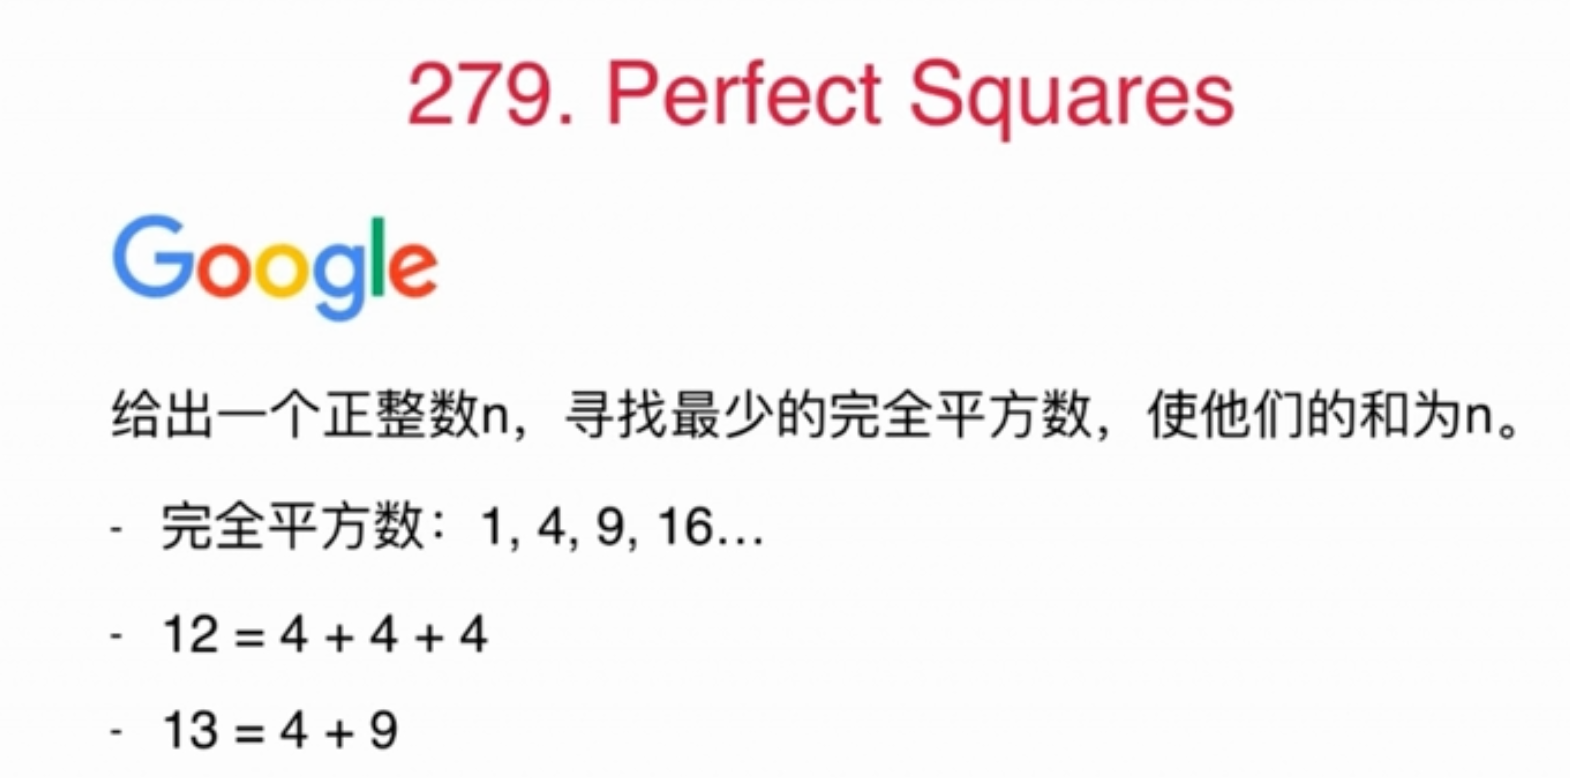 279. Perfect Squares
Google
给出一个正整数n，寻找最少的完全平方数，使他们的和为n。
- 完全平方数：1, 4, 9, 16…
- 12 = 4 + 4 + 4
- 13 = 4 + 9